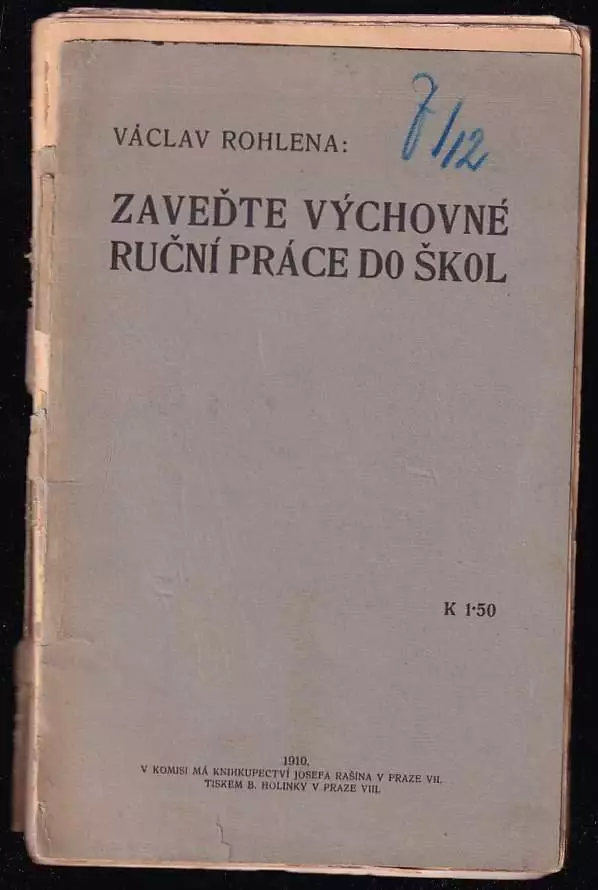 7/12
VÁCLAV ROHLENA:
ZAVEĎTE VÝCHOVNÉ
RUČNÍ PRÁCE DO ŠKOL
K 1·50
1910.
V KOMISI MÁ KNIHKUPECTVÍ JOSEFA RAŠÍNA V PRAZE VII.
TISKEM B. HOLINKY V PRAZE VIII.